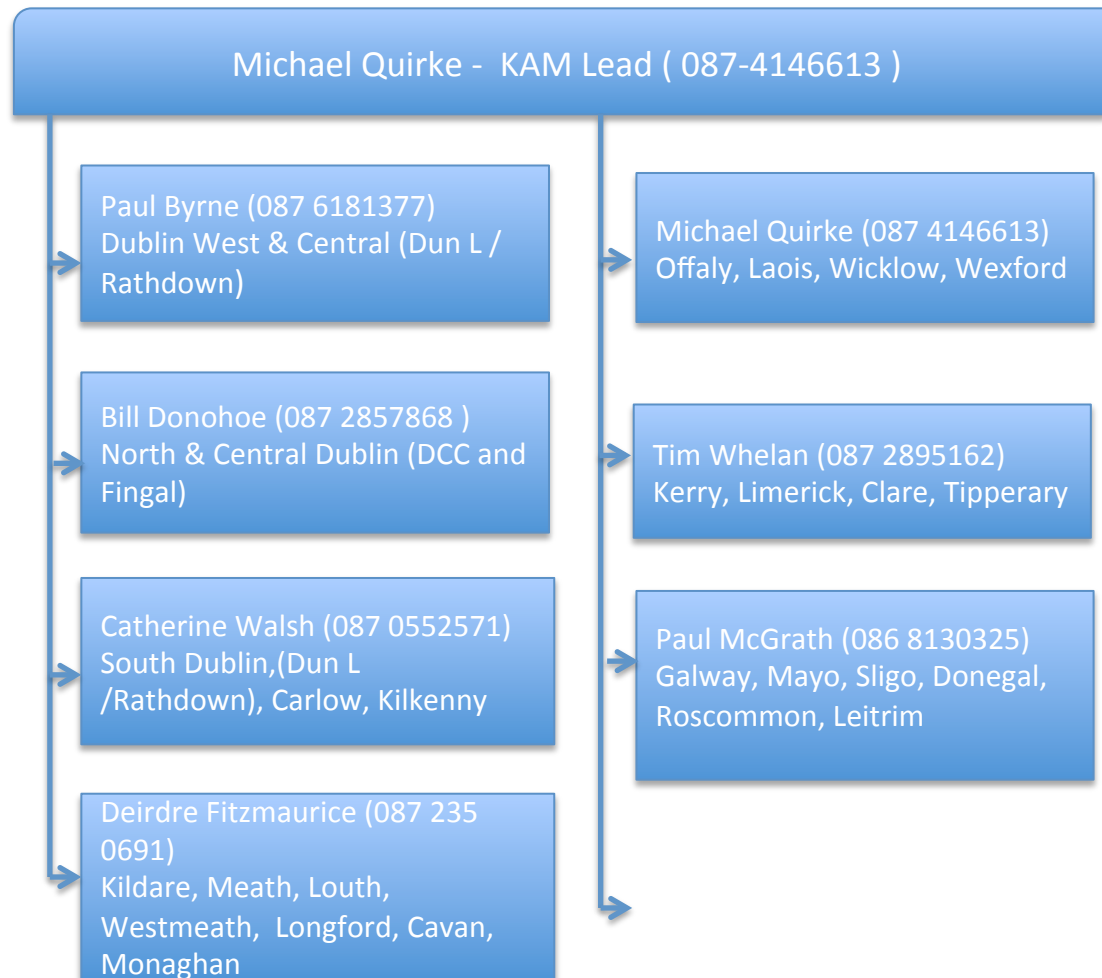 Michael Quirke - KAM Lead ( 087-4146613 )
Paul Byrne (087 6181377)
Dublin West & Central (Dun L /
Rathdown)
Bill Donohoe (087 2857868 )
North & Central Dublin (DCC and
Fingal)
Catherine Walsh (087 0552571)
South Dublin,(Dun L
/Rathdown), Carlow, Kilkenny
Deirdre Fitzmaurice (087 235
0691)
Kildare, Meath, Louth,
Westmeath, Longford, Cavan,
Monaghan
Michael Quirke (087 4146613)
Offaly, Laois, Wicklow, Wexford
Tim Whelan (087 2895162)
Kerry, Limerick, Clare, Tipperary
Paul McGrath (086 8130325)
Galway, Mayo, Sligo, Donegal,
Roscommon, Leitrim